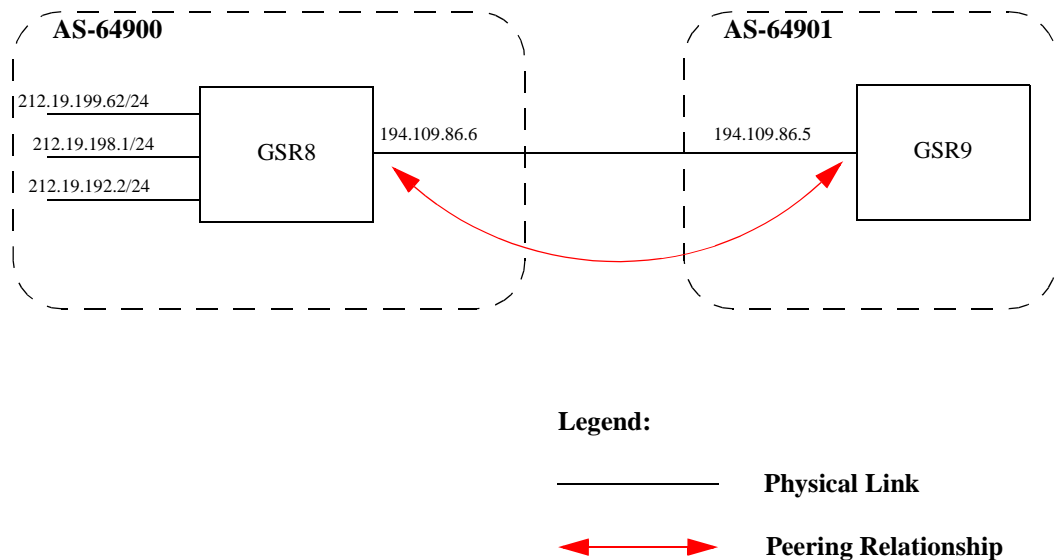 AS-64900
AS-64901
212.19.199.62/24
212.19.198.1/24
212.19.192.2/24
GSR8
194.109.86.6
194.109.86.5
GSR9
Legend:
Physical Link
Peering Relationship